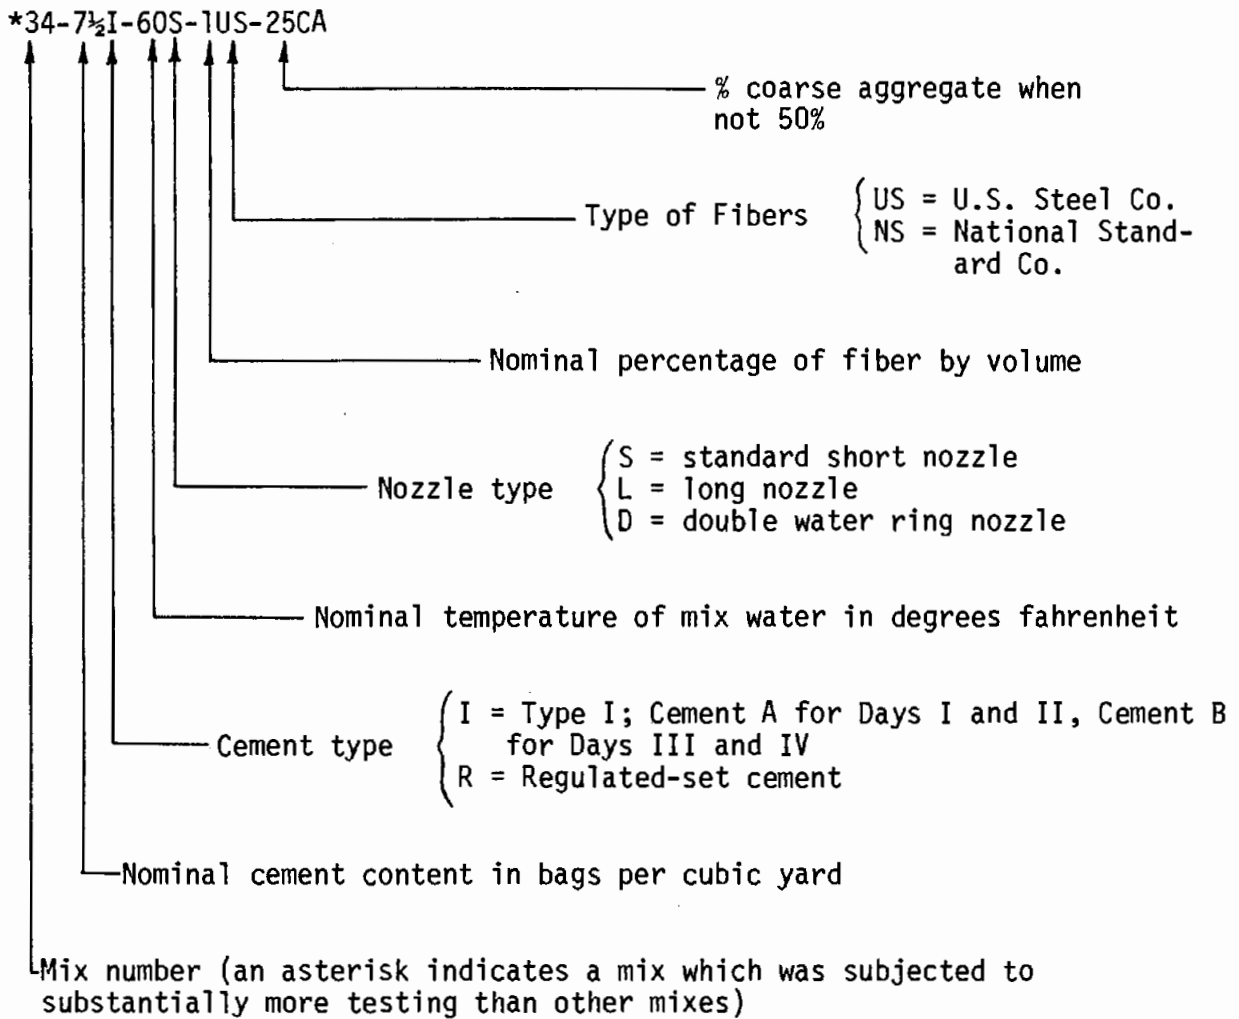 *34-7½I-60S-1US-25CA
% coarse aggregate when
not 50%
Type of Fibers
US = U.S. Steel Co.
NS = National Stand-
ard Co.
Nominal percentage of fiber by volume
Nozzle type
S = standard short nozzle
L = long nozzle
D = double water ring nozzle
Nominal temperature of mix water in degrees fahrenheit
Cement type
I = Type I; Cement A for Days I and II, Cement B
for Days III and IV
R = Regulated-set cement
Nominal cement content in bags per cubic yard
Mix number (an asterisk indicates a mix which was subjected to
substantially more testing than other mixes)